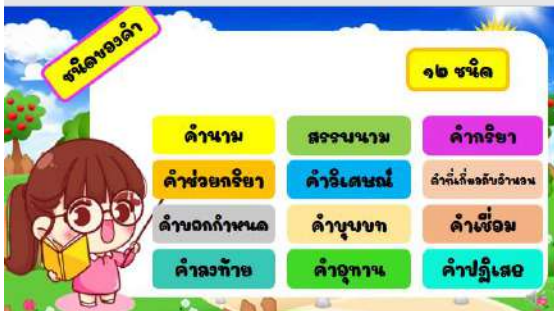 ชนิดของคำ
๑๒ ชนิด
คำนาม สรรพนาม คำกริยา
คำช่วยกริยา คำวิเศษณ์ คำที่เกี่ยวกับจำนวน
คำบอกกำหนด คำบุพบท คำเชื่อม
คำลงท้าย คำอุทาน คำปฏิเสธ